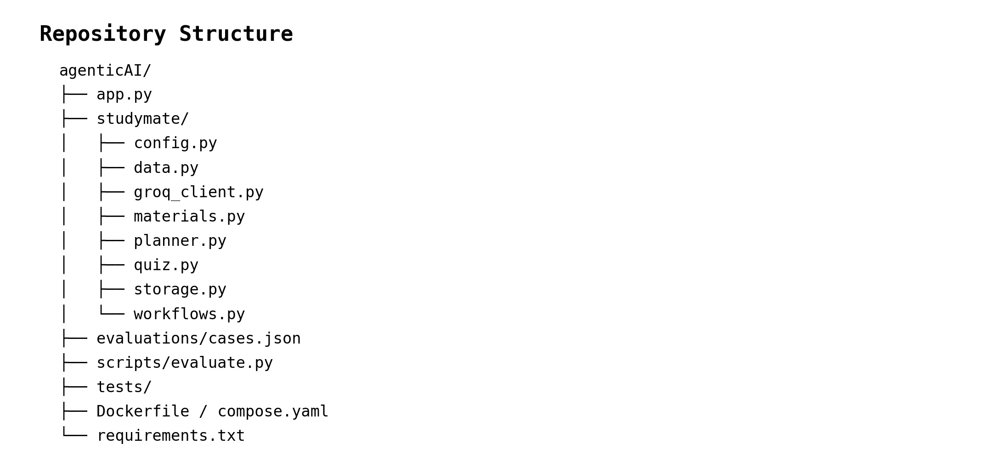 Repository Structure
agenticAI/
├── app.py
├── studymate/
│   ├── config.py
│   ├── data.py
│   ├── groq_client.py
│   ├── materials.py
│   ├── planner.py
│   ├── quiz.py
│   ├── storage.py
│   └── workflows.py
├── evaluations/cases.json
├── scripts/evaluate.py
├── tests/
├── Dockerfile / compose.yaml
└── requirements.txt